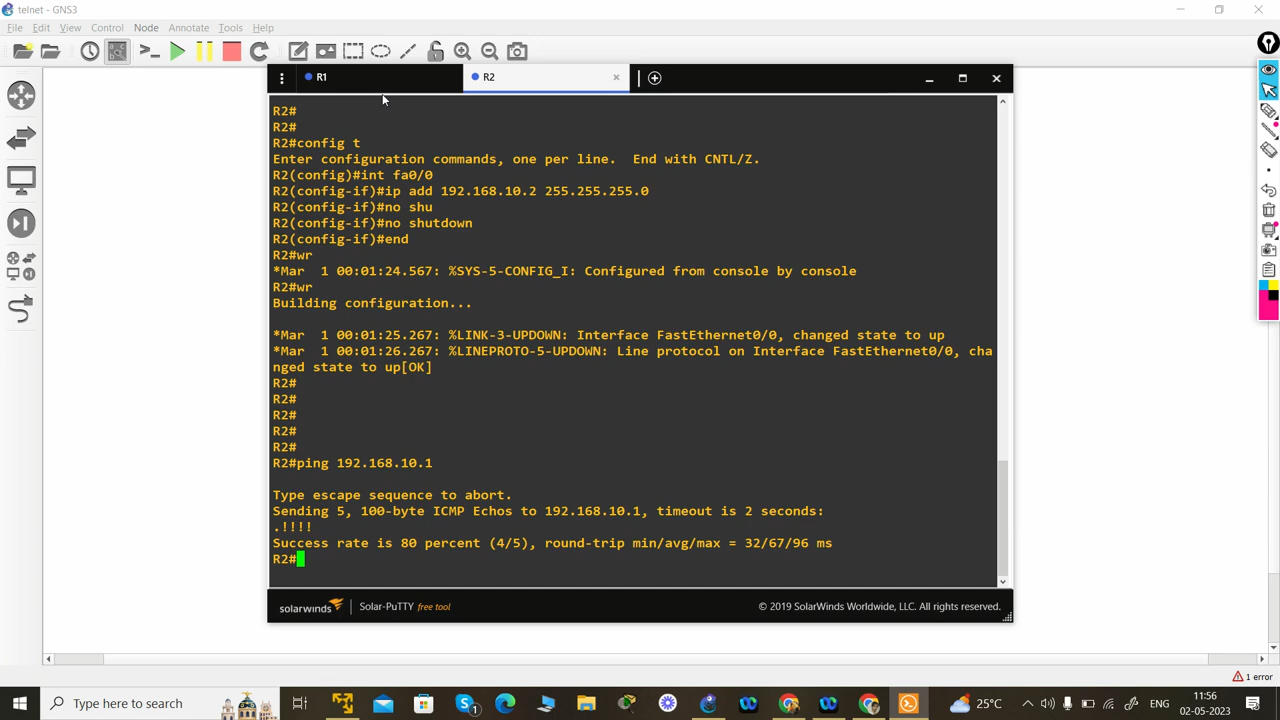 telnet - GNS3
File Edit View Control Node Annotate Tools Help
R1
R2
R2#
R2#
R2#config t
Enter configuration commands, one per line.  End with CNTL/Z.
R2(config)#int fa0/0
R2(config-if)#ip add 192.168.10.2 255.255.255.0
R2(config-if)#no shu
R2(config-if)#no shutdown
R2(config-if)#end
R2#wr
*Mar  1 00:01:24.567: %SYS-5-CONFIG_I: Configured from console by console
R2#wr
Building configuration...
*Mar  1 00:01:25.267: %LINK-3-UPDOWN: Interface FastEthernet0/0, changed state to up
*Mar  1 00:01:26.267: %LINEPROTO-5-UPDOWN: Line protocol on Interface FastEthernet0/0, cha
nged state to up[OK]
R2#
R2#
R2#
R2#
R2#
R2#ping 192.168.10.1
Type escape sequence to abort.
Sending 5, 100-byte ICMP Echos to 192.168.10.1, timeout is 2 seconds:
.!!!!
Success rate is 80 percent (4/5), round-trip min/avg/max = 32/67/96 ms
R2#
solarwinds Solar-PuTTY free tool © 2019 SolarWinds Worldwide, LLC. All rights reserved.
1 error
Type here to search
1
25°C
ENG
11:56
02-05-2023
5